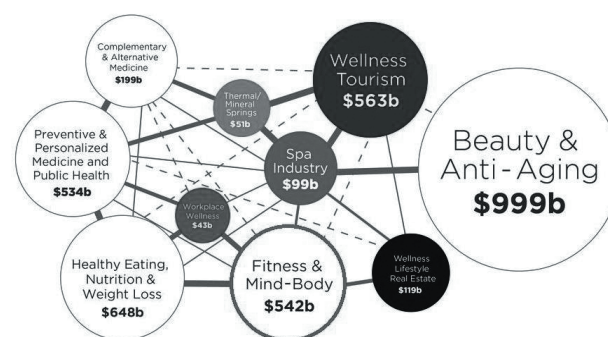 Complementary
& Alternative
Medicine
$199b
Wellness
Tourism
$563b
Thermal/
Mineral
Springs
$51b
Beauty &
Anti-Aging
$999b
Preventive &
Personalized
Medicine and
Public Health
$534b
Spa
Industry
$99b
Workplace
Wellness
$43b
Healthy Eating,
Nutrition &
Weight Loss
$648b
Fitness &
Mind-Body
$542b
Wellness
Lifestyle
Real Estate
$119b